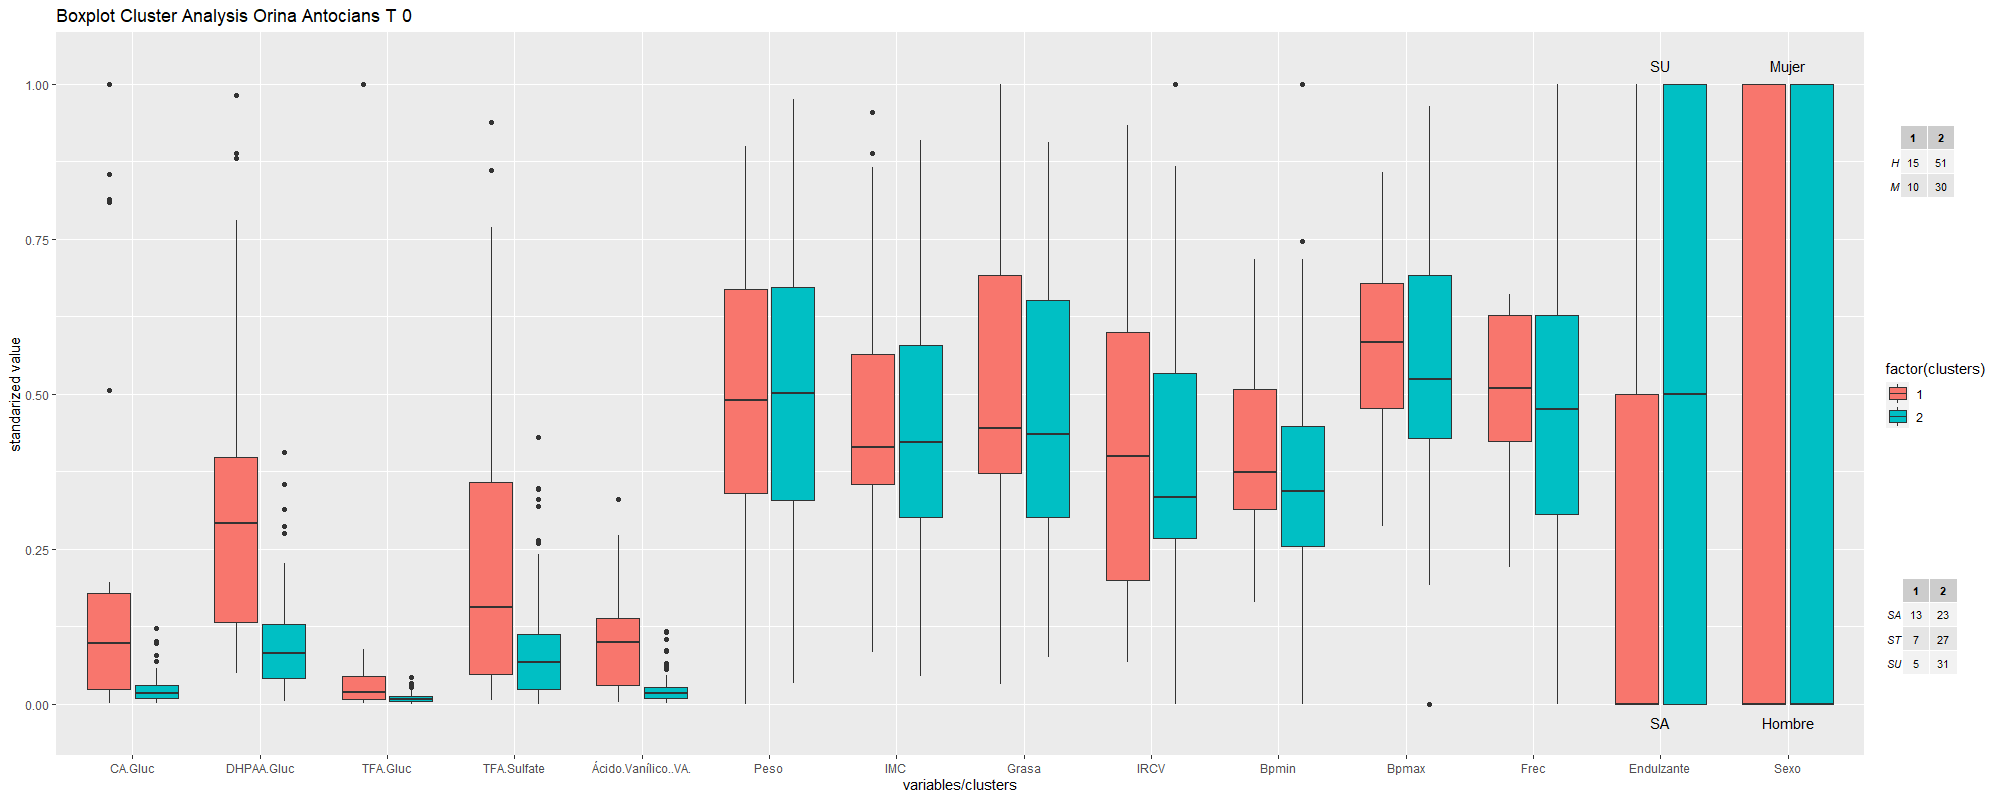 Boxplot Cluster Analysis Orina Antocians T 0
standarized value
1.00
0.75
0.50
0.25
0.00
SU
Mujer
SA
Hombre
CA.Gluc
DHPAA.Gluc
TFA.Gluc
TFA.Sulfate
Ácido.Vanílico..VA.
Peso
IMC
Grasa
IRCV
Bpmin
Bpmax
Frec
Endulzante
Sexo
variables/clusters
1 2
H 15 51
M 10 30
factor(clusters)
1
2
1 2
SA 13 23
ST 7 27
SU 5 31